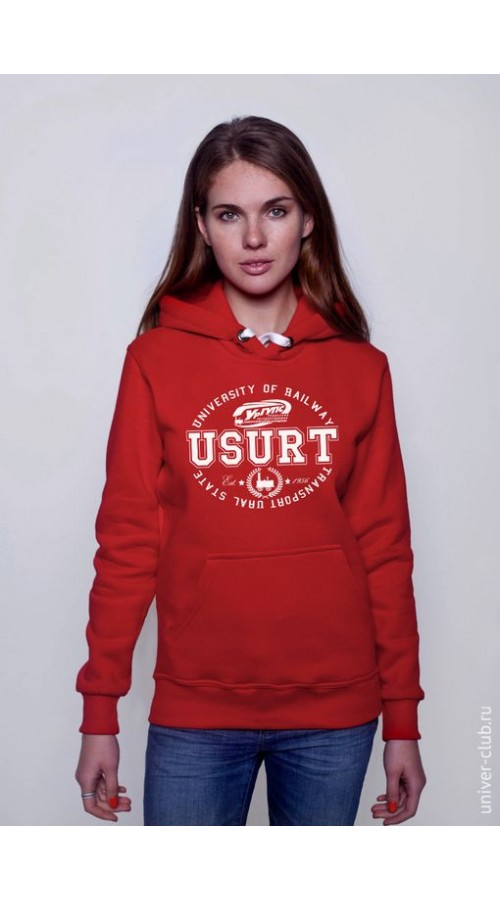 UNIVERSITY OF RAILWAY
УрГУПС
USURT
Est. 1956
TRANSPORT URAL STATE
univer-club.ru